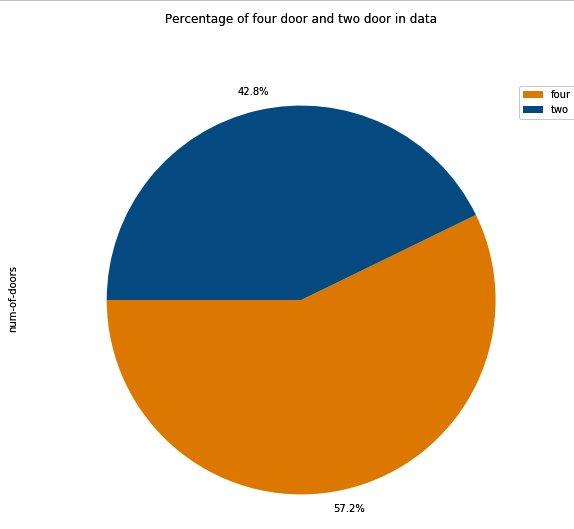 Percentage of four door and two door in data
42.8%
four
two
num-of-doors
57.2%